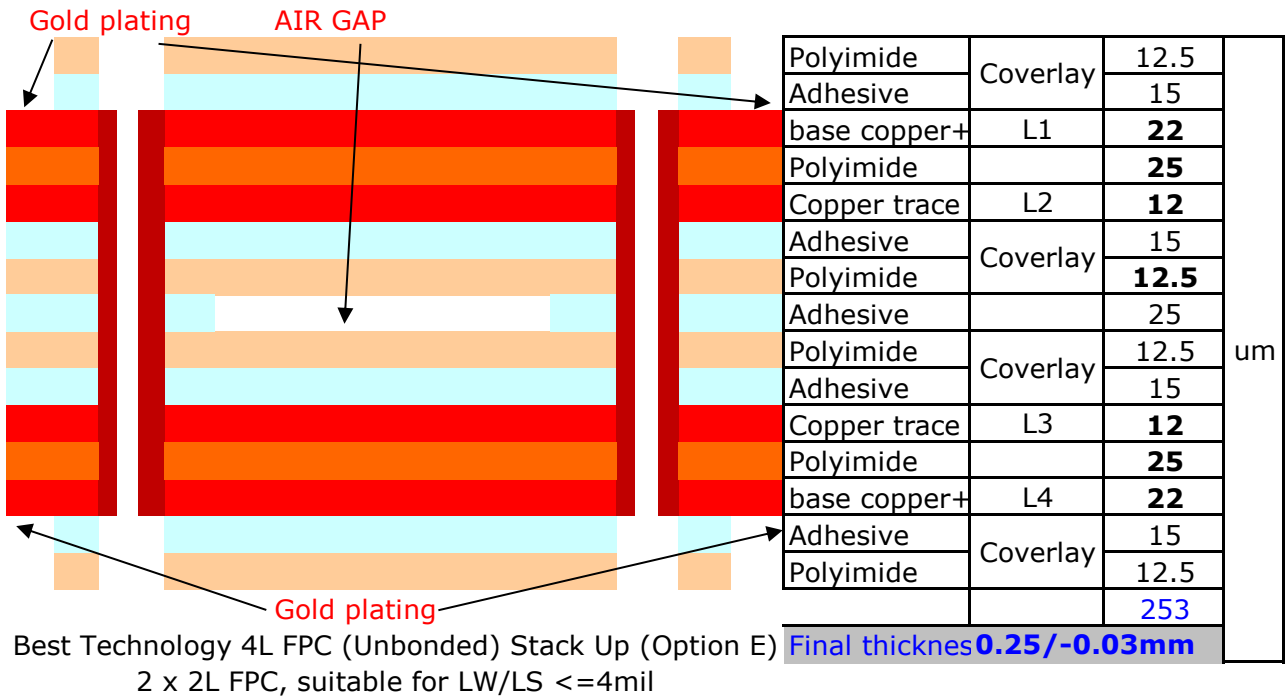 Gold plating
AIR GAP
Polyimide Coverlay 12.5
Adhesive 15
base copper+ L1 22
Polyimide 25
Copper trace L2 12
Adhesive Coverlay 15
Polyimide 12.5
Adhesive 25
Polyimide Coverlay 12.5 um
Adhesive 15
Copper trace L3 12
Polyimide 25
base copper+ L4 22
Adhesive Coverlay 15
Polyimide 12.5
Gold plating
253
Best Technology 4L FPC (Unbonded) Stack Up (Option E) Final thicknes 0.25/-0.03mm
2 x 2L FPC, suitable for LW/LS <=4mil